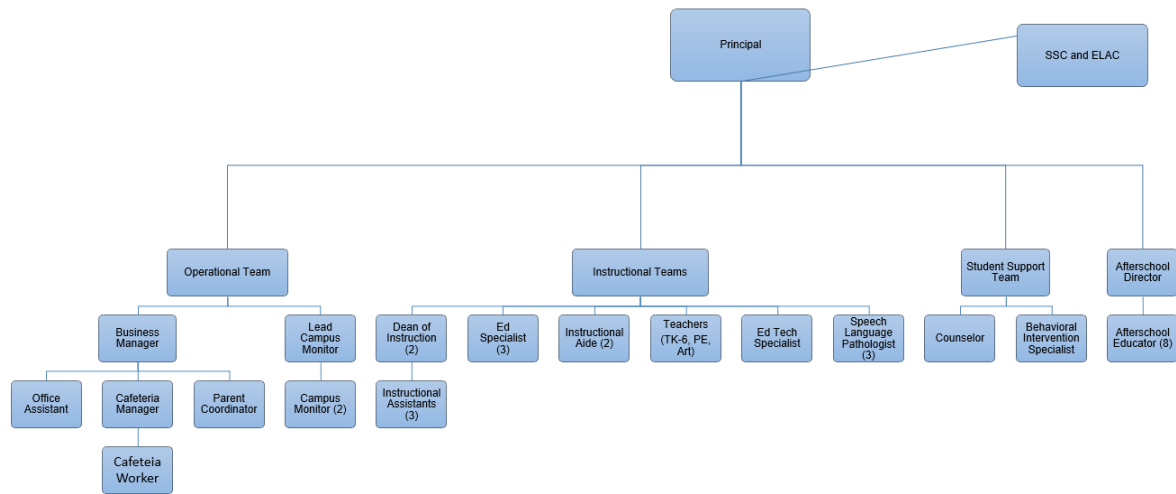 Principal
SSC and ELAC
Operational Team
Instructional Teams
Student Support
Team
Afterschool
Director
Business
Manager
Lead
Campus
Monitor
Dean of
Instruction
(2)
Ed
Specialist
(3)
Instructional
Aide (2)
Teachers
(TK-6, PE,
Art)
Ed Tech
Specialist
Speech
Language
Pathologist
(3)
Counselor
Behavioral
Intervention
Specialist
Afterschool
Educator (8)
Office
Assistant
Cafeteria
Manager
Parent
Coordinator
Campus
Monitor (2)
Instructional
Assistants
(3)
Cafeteia
Worker